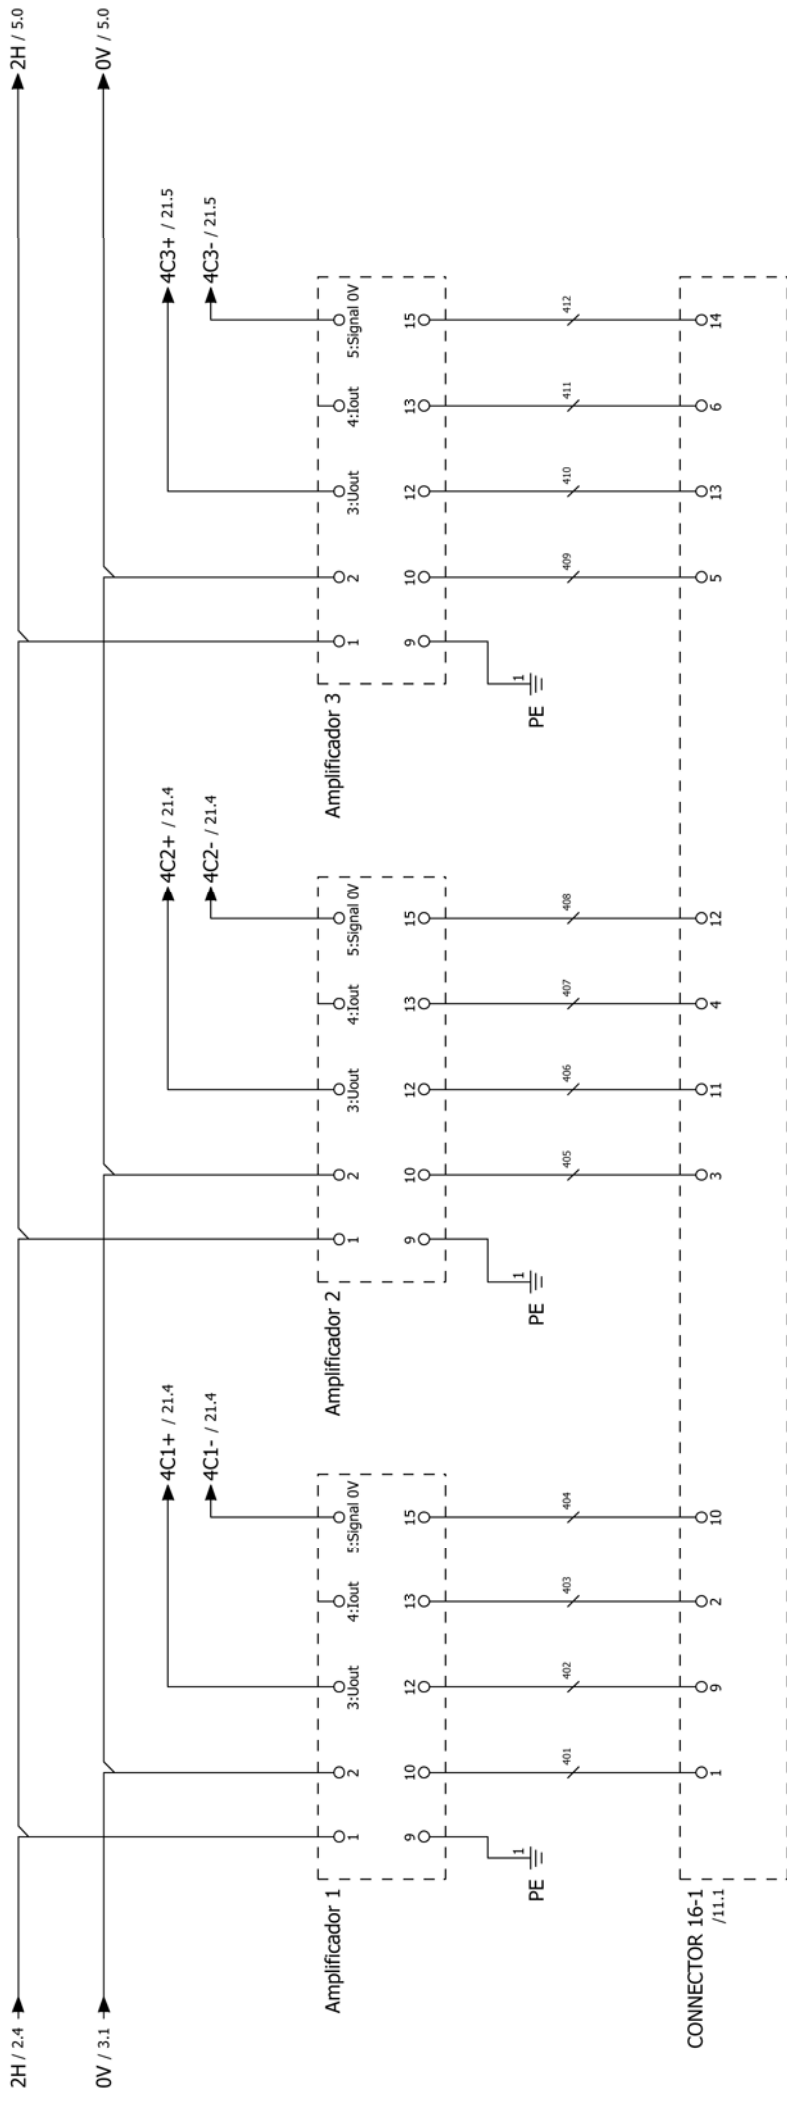 2H / 2.4
2H / 5.0
0V / 3.1
0V / 5.0
4C1+ / 21.4
4C1- / 21.4
4C2+ / 21.4
4C2- / 21.4
4C3+ / 21.5
4C3- / 21.5
Amplificador 1
1
2
3:Uout
4:Iout
5:Signal 0V
9
10
12
13
15
Amplificador 2
1
2
3:Uout
4:Iout
5:Signal 0V
9
10
12
13
15
Amplificador 3
1
2
3:Uout
4:Iout
5:Signal 0V
9
10
12
13
15
1
PE
1
PE
1
PE
401
402
403
404
405
406
407
408
409
410
411
412
CONNECTOR 16-1
/11.1
1
9
2
10
3
11
4
12
5
13
6
14